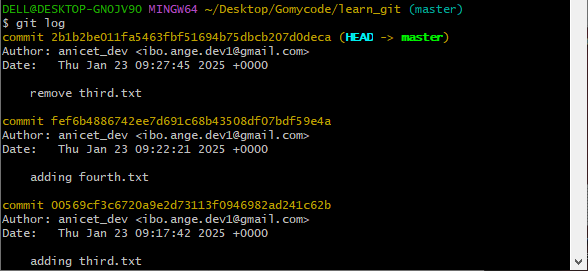 DELL@DESKTOP-GNOJV9O MINGW64 ~/Desktop/Gomycode/learn_git (master)
$ git log
commit 2b1b2be011fa5463fbf51694b75dbcb207d0deca (HEAD -> master)
Author: anicet_dev <ibo.ange.dev1@gmail.com>
Date:   Thu Jan 23 09:27:45 2025 +0000
    remove third.txt
commit fef6b4886742ee7d691c68b43508df07bdf59e4a
Author: anicet_dev <ibo.ange.dev1@gmail.com>
Date:   Thu Jan 23 09:22:21 2025 +0000
    adding fourth.txt
commit 00569cf3c6720a9e2d73113f0946982ad241c62b
Author: anicet_dev <ibo.ange.dev1@gmail.com>
Date:   Thu Jan 23 09:17:42 2025 +0000
    adding third.txt